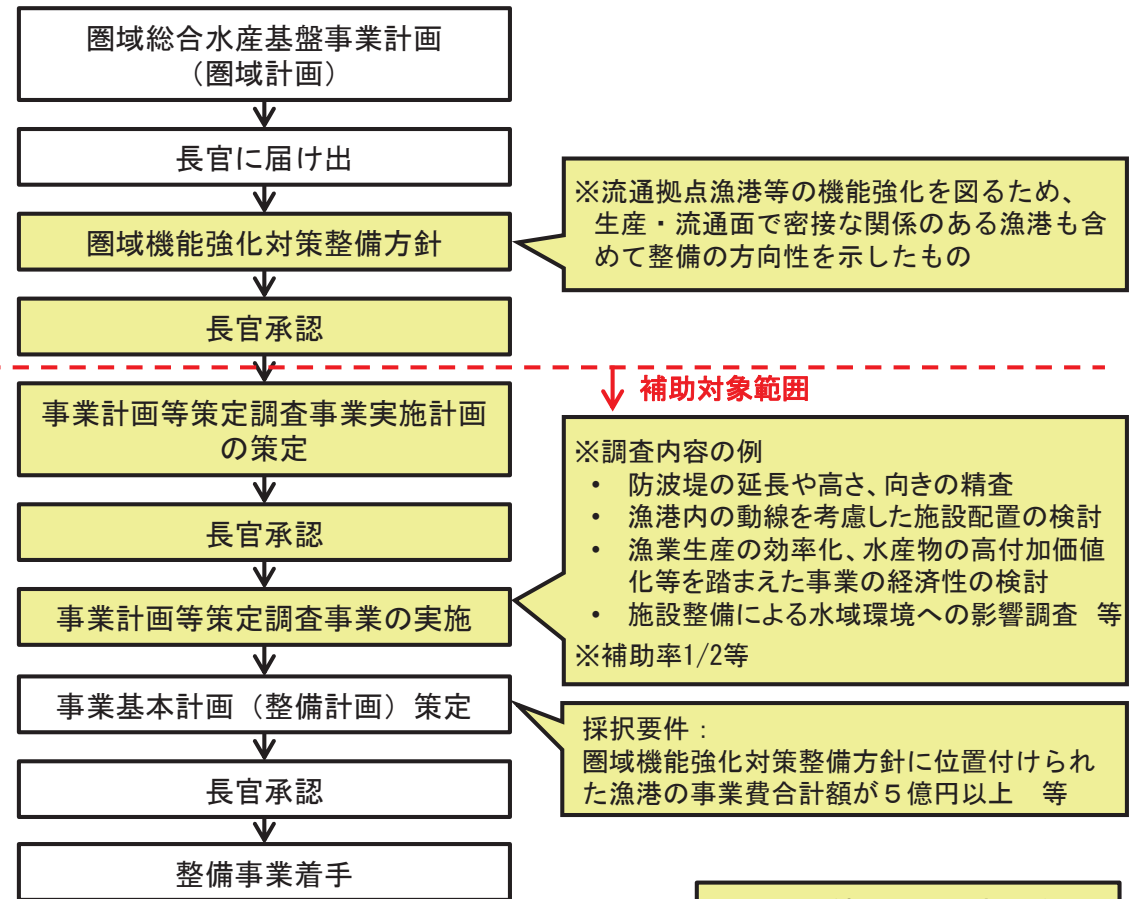 圏域総合水産基盤事業計画
（圏域計画）
長官に届け出
圏域機能強化対策整備方針
※流通拠点漁港等の機能強化を図るため、
生産・流通面で密接な関係のある漁港も含
めて整備の方向性を示したもの
長官承認
補助対象範囲
事業計画等策定調査事業実施計画
の策定
長官承認
事業計画等策定調査事業の実施
※調査内容の例
・ 防波堤の延長や高さ、向きの精査
・ 漁港内の動線を考慮した施設配置の検討
・ 漁業生産の効率化、水産物の高付加価値
化等を踏まえた事業の経済性の検討
・ 施設整備による水域環境への影響調査　等
※補助率1/2等
事業基本計画（整備計画）策定
採択要件：
圏域機能強化対策整備方針に位置付けられ
た漁港の事業費合計額が５億円以上　等
長官承認
整備事業着手